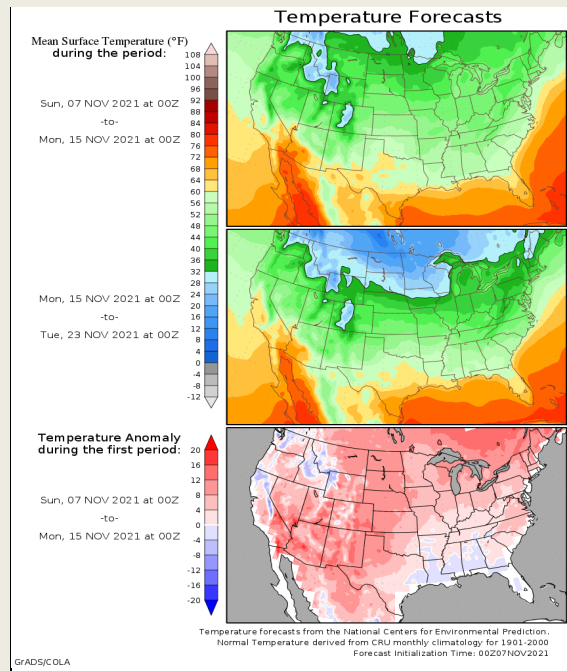 Temperature Forecasts
Mean Surface Temperature (°F)
during the period:
Sun, 07 NOV 2021 at 00Z
-to-
Mon, 15 NOV 2021 at 00Z
108
104
100
96
92
88
84
80
76
72
68
64
60
56
52
48
44
40
36
32
28
24
20
16
12
8
4
0
-4
-8
-12
Mon, 15 NOV 2021 at 00Z
-to-
Tue, 23 NOV 2021 at 00Z
Temperature Anomaly
during the first period:
Sun, 07 NOV 2021 at 00Z
-to-
Mon, 15 NOV 2021 at 00Z
20
16
12
8
4
0
-4
-8
-12
-16
-20
Temperature forecasts from the National Centers for Environmental Prediction.
Normal Temperature derived from CRU monthly climatology for 1901-2000
Forecast Initialization Time: 00Z07NOV2021
GrADS/COLA